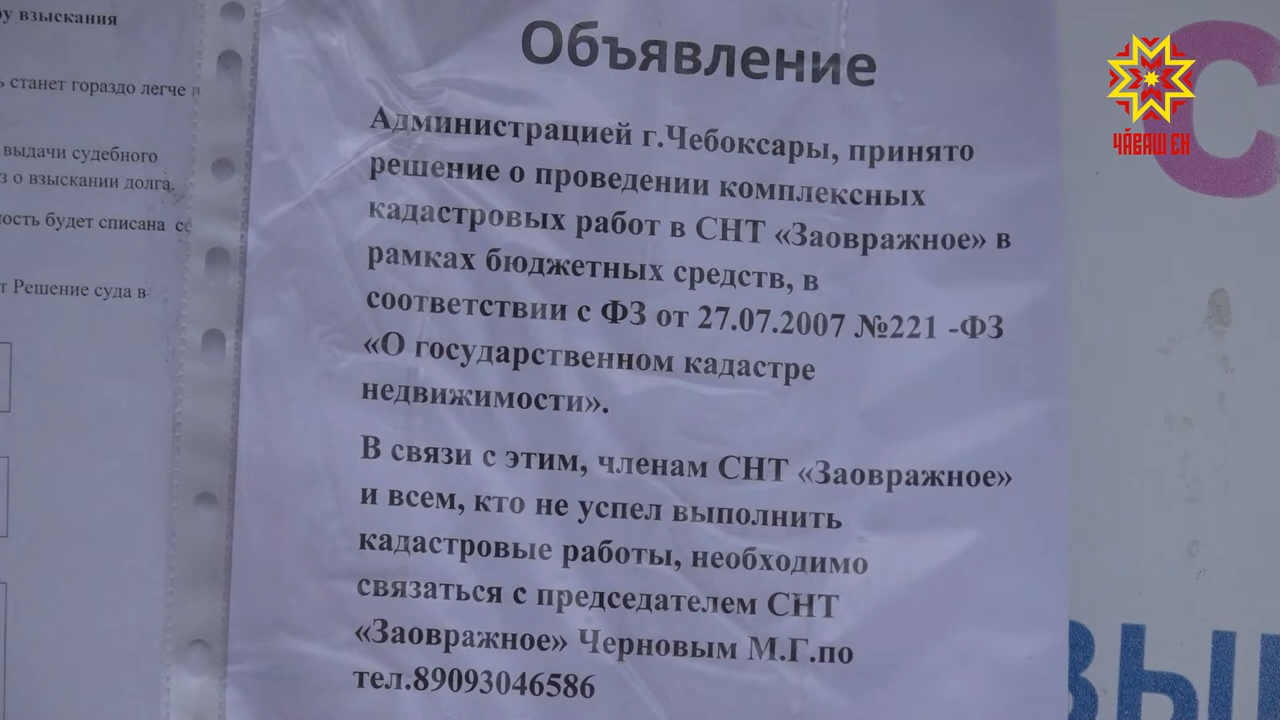 ру взыскания
ь станет гораздо легче
выдачи судебного
з о взыскании долга.
ность будет списана
т Решение суда в
Объявление
Администрацией г.Чебоксары, принято
решение о проведении комплексных
кадастровых работ в СНТ «Заовражное» в
рамках бюджетных средств, в
соответствии с ФЗ от 27.07.2007 №221 -ФЗ
«О государственном кадастре
недвижимости».
В связи с этим, членам СНТ «Заовражное»
и всем, кто не успел выполнить
кадастровые работы, необходимо
связаться с председателем СНТ
«Заовражное» Черновым М.Г.по
тел.89093046586
ЧӐВАШ ЕН
С
ВЫ